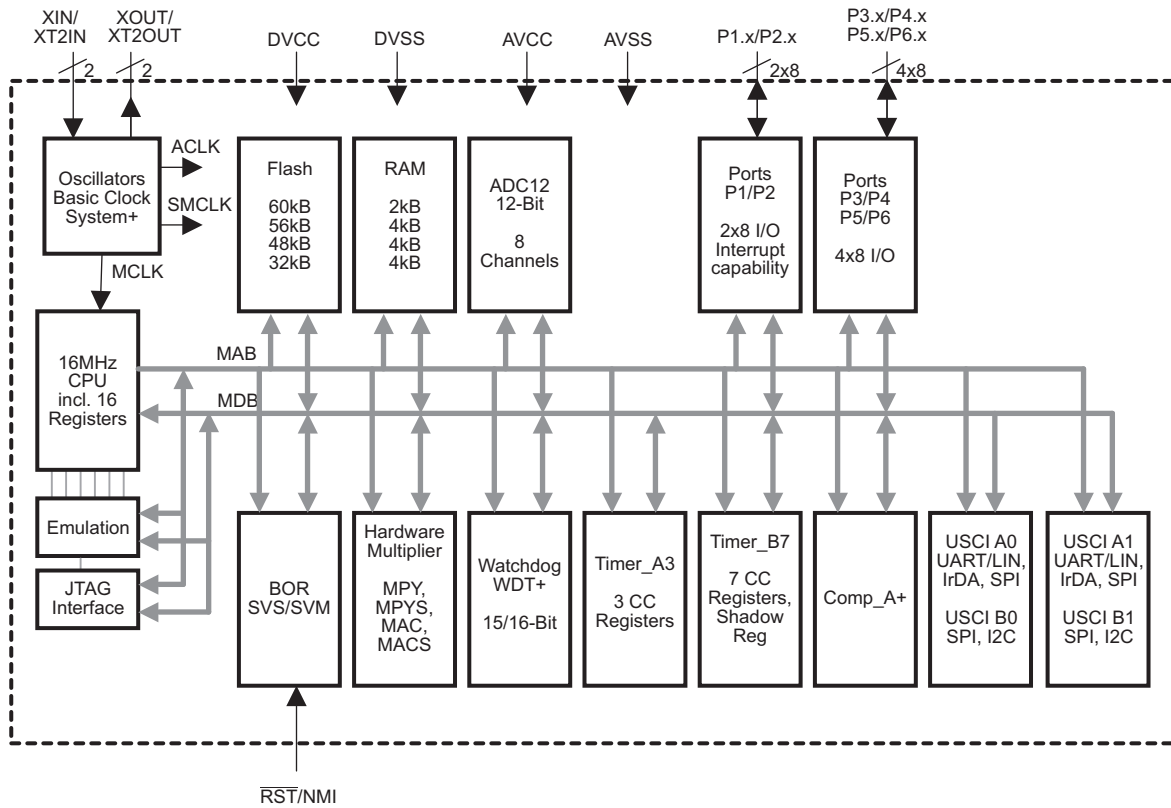 XIN/
XT2IN
XOUT/
XT2OUT
DVCC
DVSS
AVCC
AVSS
P1.x/P2.x
P3.x/P4.x
P5.x/P6.x
2
2
2x8
4x8
Oscillators
Basic Clock
System+
ACLK
SMCLK
MCLK
Flash
60kB
56kB
48kB
32kB
RAM
2kB
4kB
4kB
4kB
ADC12
12-Bit
8
Channels
Ports
P1/P2
2x8 I/O
Interrupt
capability
Ports
P3/P4
P5/P6
4x8 I/O
16MHz
CPU
incl. 16
Registers
MAB
MDB
Emulation
JTAG
Interface
BOR
SVS/SVM
Hardware
Multiplier
MPY,
MPYS,
MAC,
MACS
Watchdog
WDT+
15/16-Bit
Timer_A3
3 CC
Registers
Timer_B7
7 CC
Registers,
Shadow
Reg
Comp_A+
USCI A0
UART/LIN,
IrDA, SPI
USCI B0
SPI, I2C
USCI A1
UART/LIN,
IrDA, SPI
USCI B1
SPI, I2C
RST/NMI